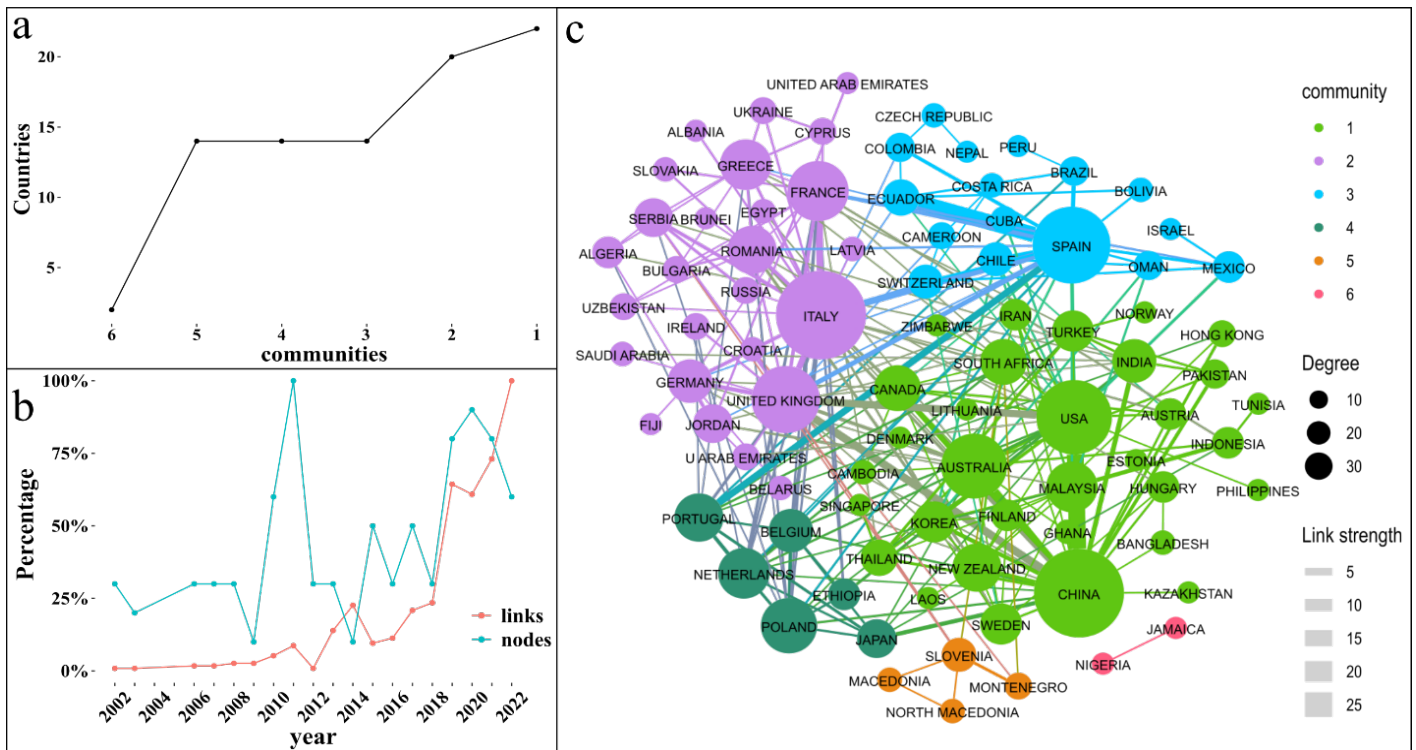 a
20
15
10
5
Countries
6 5 4 3 2 1
communities
b
100%
75%
50%
25%
0%
Percentage
links
nodes
2002 2004 2006 2008 2010 2012 2014 2016 2018 2020 2022
year
c
UNITED ARAB EMIRATES
UKRAINE
CZECH REPUBLIC
ALBANIA
CYPRUS
COLOMBIA
PERU
NEPAL
GREECE
SLOVAKIA
BRAZIL
FRANCE
COSTA RICA
BOLIVIA
ECUADOR
EGYPT
SERBIA
BRUNEI
CUBA
ISRAEL
CAMEROON
SPAIN
ALGERIA
ROMANIA
LATVIA
CHILE
BULGARIA
OMAN
MEXICO
SWITZERLAND
RUSSIA
UZBEKISTAN
NORWAY
ITALY
IRAN
IRELAND
ZIMBABWE
TURKEY
HONG KONG
SAUDI ARABIA
CROATIA
SOUTH AFRICA
INDIA
PAKISTAN
GERMANY
CANADA
UNITED KINGDOM
TUNISIA
LITHUANIA
USA
AUSTRIA
FIJI
JORDAN
DENMARK
INDONESIA
U ARAB EMIRATES
ESTONIA
AUSTRALIA
CAMBODIA
MALAYSIA
HUNGARY
BELARUS
PHILIPPINES
SINGAPORE
PORTUGAL
FINLAND
KOREA
BELGIUM
GHANA
BANGLADESH
THAILAND
NEW ZEALAND
NETHERLANDS
CHINA
KAZAKHSTAN
ETHIOPIA
LAOS
POLAND
SWEDEN
JAMAICA
JAPAN
SLOVENIA
NIGERIA
MACEDONIA
MONTENEGRO
NORTH MACEDONIA
community
1
2
3
4
5
6
Degree
10
20
30
Link strength
5
10
15
20
25